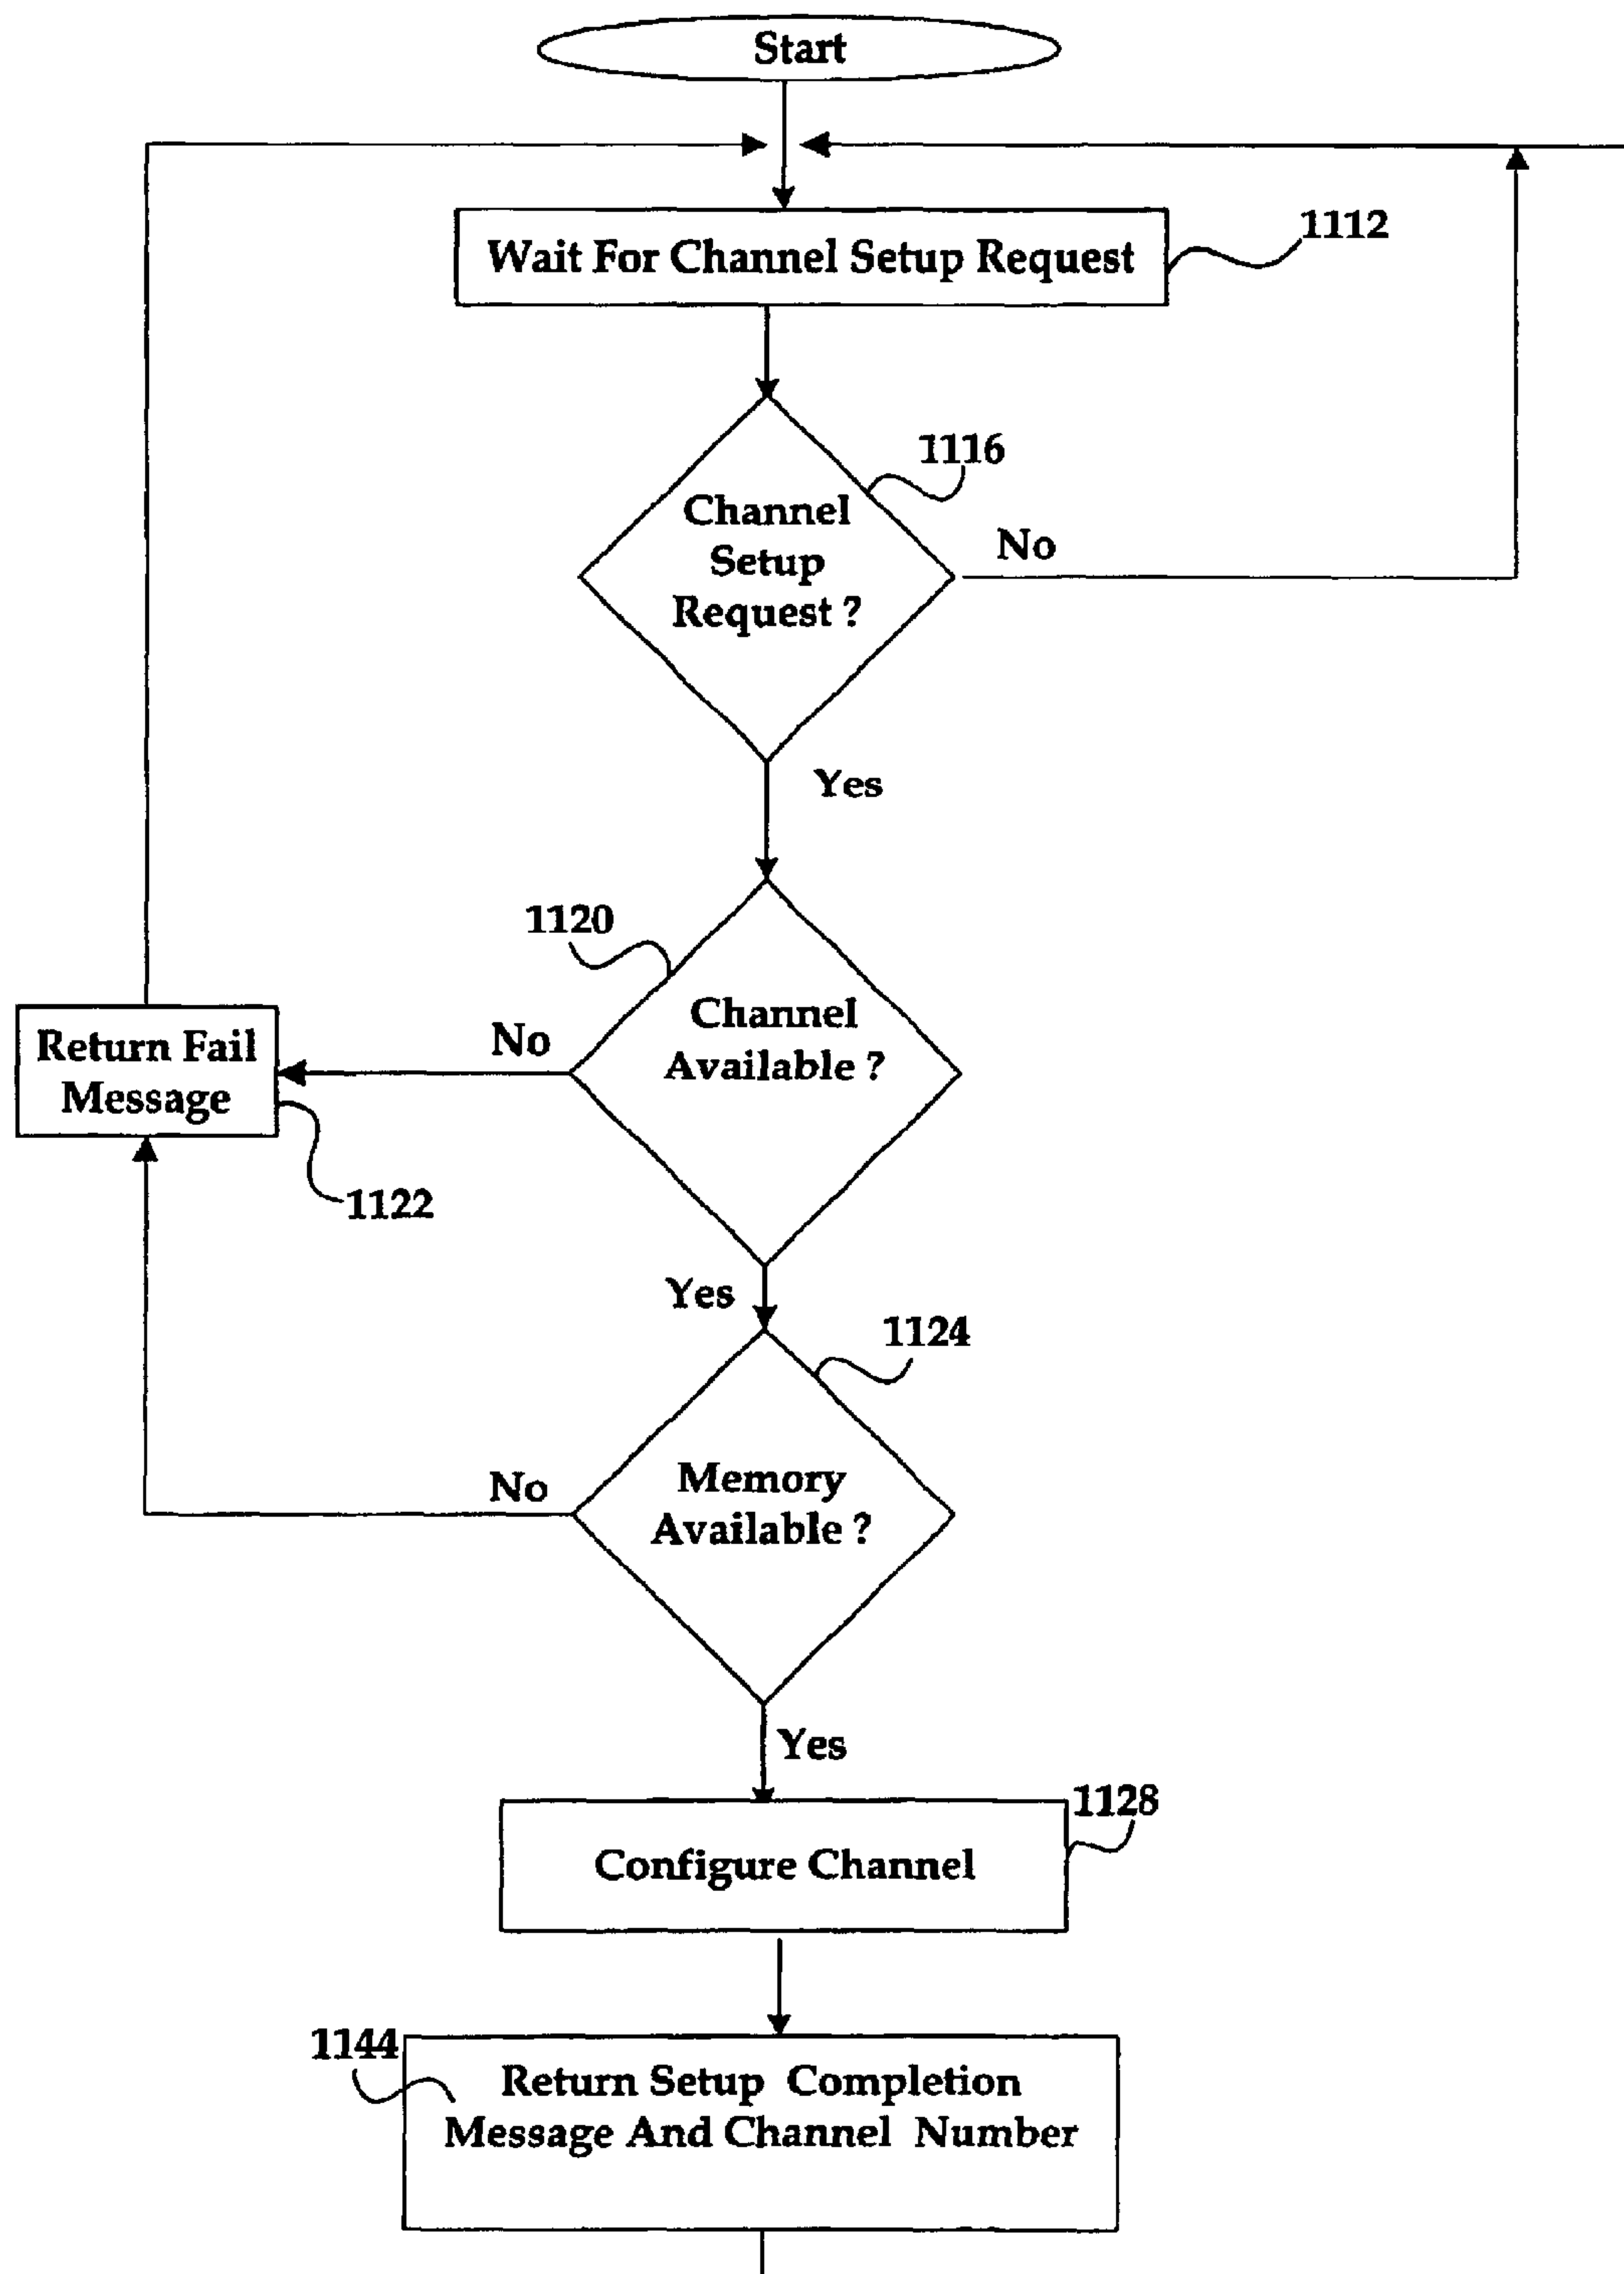 Start
Wait For Channel Setup Request
1112
1116
Channel
Setup
Request ?
No
Yes
1120
Channel
Available ?
No
Return Fail
Message
1122
Yes
1124
Memory
Available ?
No
Yes
1128
Configure Channel
1144
Return Setup Completion
Message And Channel Number